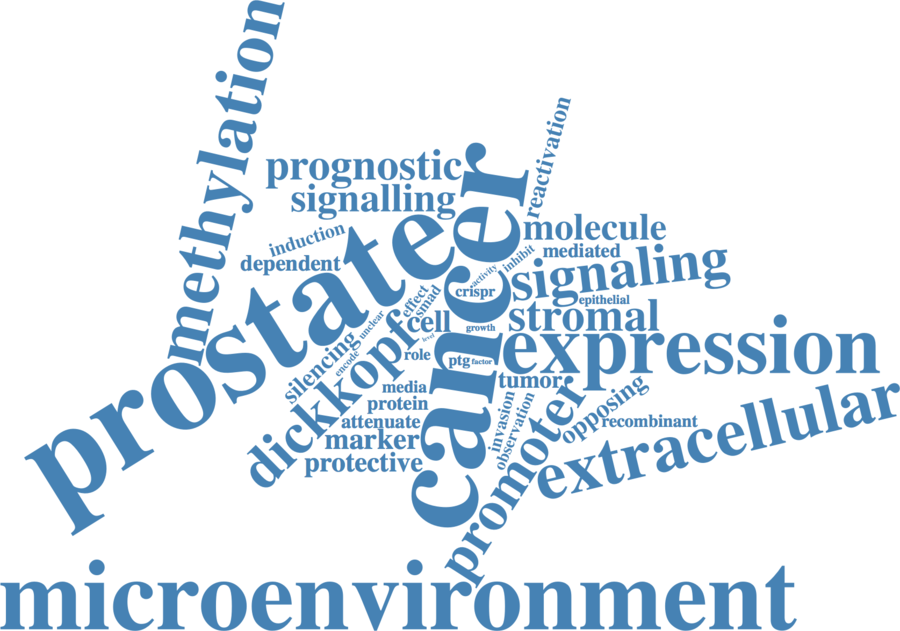 methylation
reactivation
prognostic
signalling
cancer
prostate
molecule
induction
mediated
inhibit
dependent
signaling
activity
crispr
effect
smad
epithelial
stromal
cell
unclear
growth
level
expression
silencing
encode
role
ptg
factor
dickkopf
media
tumor
protein
invasion
opposing
promoter
attenuate
observation
recombinant
marker
extracellular
protective
microenvironment